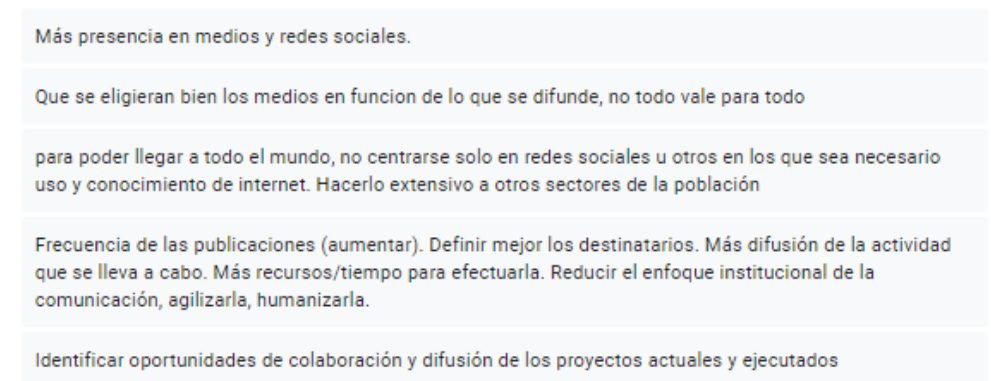 Más presencia en medios y redes sociales.
Que se eligieran bien los medios en funcion de lo que se difunde, no todo vale para todo
para poder llegar a todo el mundo, no centrarse solo en redes sociales u otros en los que sea necesario
uso y conocimiento de internet. Hacerlo extensivo a otros sectores de la población
Frecuencia de las publicaciones (aumentar). Definir mejor los destinatarios. Más difusión de la actividad
que se lleva a cabo. Más recursos/tiempo para efectuarla. Reducir el enfoque institucional de la
comunicación, agilizarla, humanizarla.
Identificar oportunidades de colaboración y difusión de los proyectos actuales y ejecutados